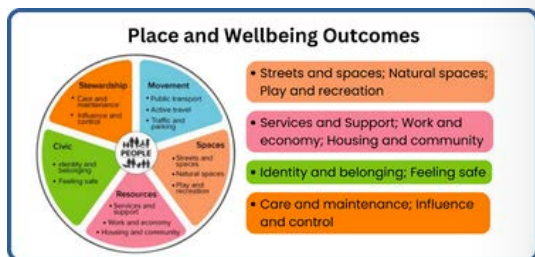 Place and Wellbeing Outcomes
Stewardship
• Care and
maintenance
• Influence
and control
Movement
• Public transport
• Active travel
• Traffic and
parking
Civic
• Identity and
belonging
• Feeling safe
PEOPLE
Spaces
• Streets and
spaces
• Natural spaces
• Play and
recreation
Resources
• Services and
support
• Work and economy
• Housing and community
• Streets and spaces; Natural spaces;
Play and recreation
• Services and Support; Work and
economy; Housing and community
• Identity and belonging; Feeling safe
• Care and maintenance; Influence
and control